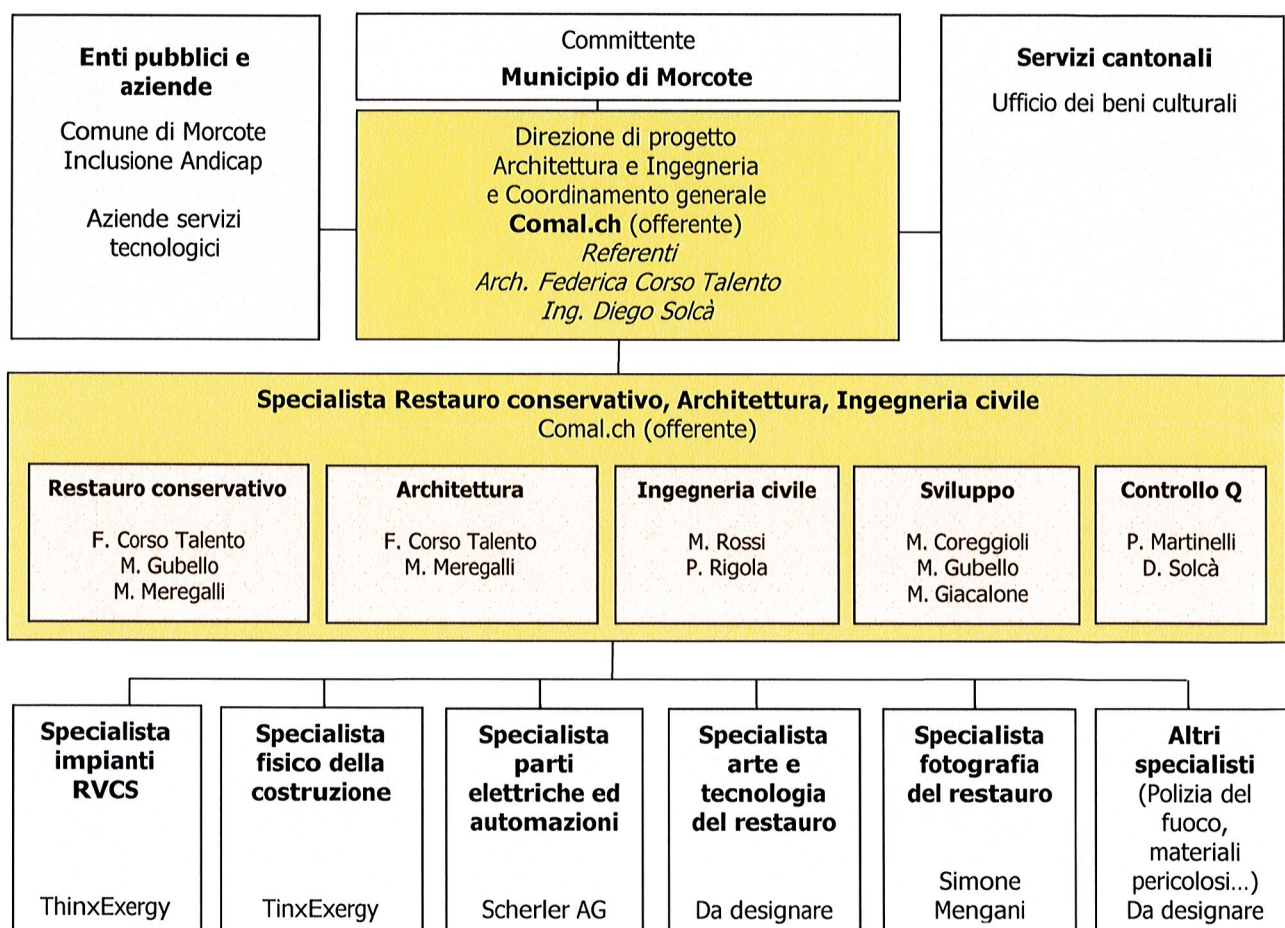 Enti pubblici e
aziende
Comune di Morcote
Inclusione Andicap
Aziende servizi
tecnologici
Committente
Municipio di Morcote
Direzione di progetto
Architettura e Ingegneria
e Coordinamento generale
Comal.ch (offerente)
Referenti
Arch. Federica Corso Talento
Ing. Diego Solcà
Servizi cantonali
Ufficio dei beni culturali
Specialista Restauro conservativo, Architettura, Ingegneria civile
Comal.ch (offerente)
Restauro conservativo
F. Corso Talento
M. Gubello
M. Meregalli
Architettura
F. Corso Talento
M. Meregalli
Ingegneria civile
M. Rossi
P. Rigola
Sviluppo
M. Coreggioli
M. Gubello
M. Giacalone
Controllo Q
P. Martinelli
D. Solcà
Specialista
impianti
RVCS
ThinxExergy
Specialista
fisico della
costruzione
TinxExergy
Specialista
parti
elettriche ed
automazioni
Scherler AG
Specialista
arte e
tecnologia
del restauro
Da designare
Specialista
fotografia
del restauro
Simone
Mengani
Altri
specialisti
(Polizia del
fuoco,
materiali
pericolosi...)
Da designare